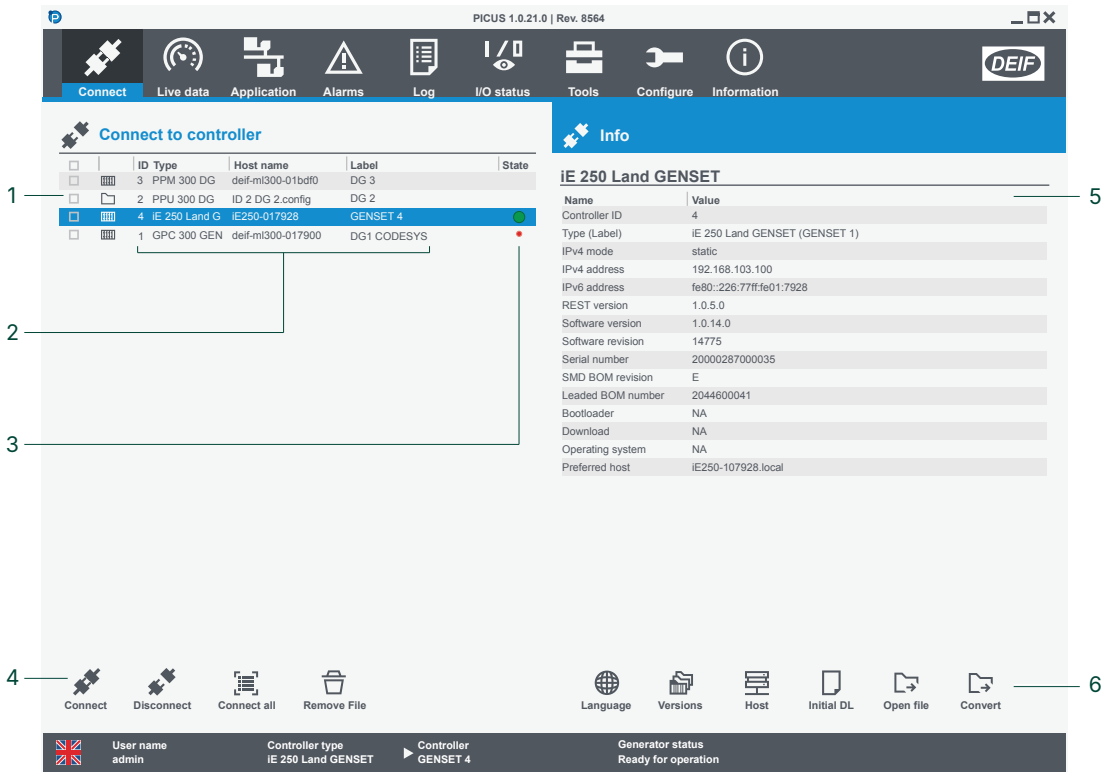 PICUS 1.0.21.0 | Rev. 8564
Connect Live data Application Alarms Log I/O status Tools Configure Information
DEIF
Connect to controller
ID Type Host name Label State
3 PPM 300 DG deif-ml300-01bdf0 DG 3
2 PPU 300 DG ID 2 DG 2.config DG 2
4 iE 250 Land G iE250-017928 GENSET 4
1 GPC 300 GEN deif-ml300-017900 DG1 CODESYS
1
2
3
Info
iE 250 Land GENSET
Name Value
Controller ID 4
Type (Label) iE 250 Land GENSET (GENSET 1)
IPv4 mode static
IPv4 address 192.168.103.100
IPv6 address fe80::226:77ff:fe01:7928
REST version 1.0.5.0
Software version 1.0.14.0
Software revision 14775
Serial number 20000287000035
SMD BOM revision E
Leaded BOM number 2044600041
Bootloader NA
Download NA
Operating system NA
Preferred host iE250-107928.local
5
4
Connect Disconnect Connect all Remove File
Language Versions Host Initial DL Open file Convert
6
User name Controller type Controller Generator status
admin iE 250 Land GENSET GENSET 4 Ready for operation